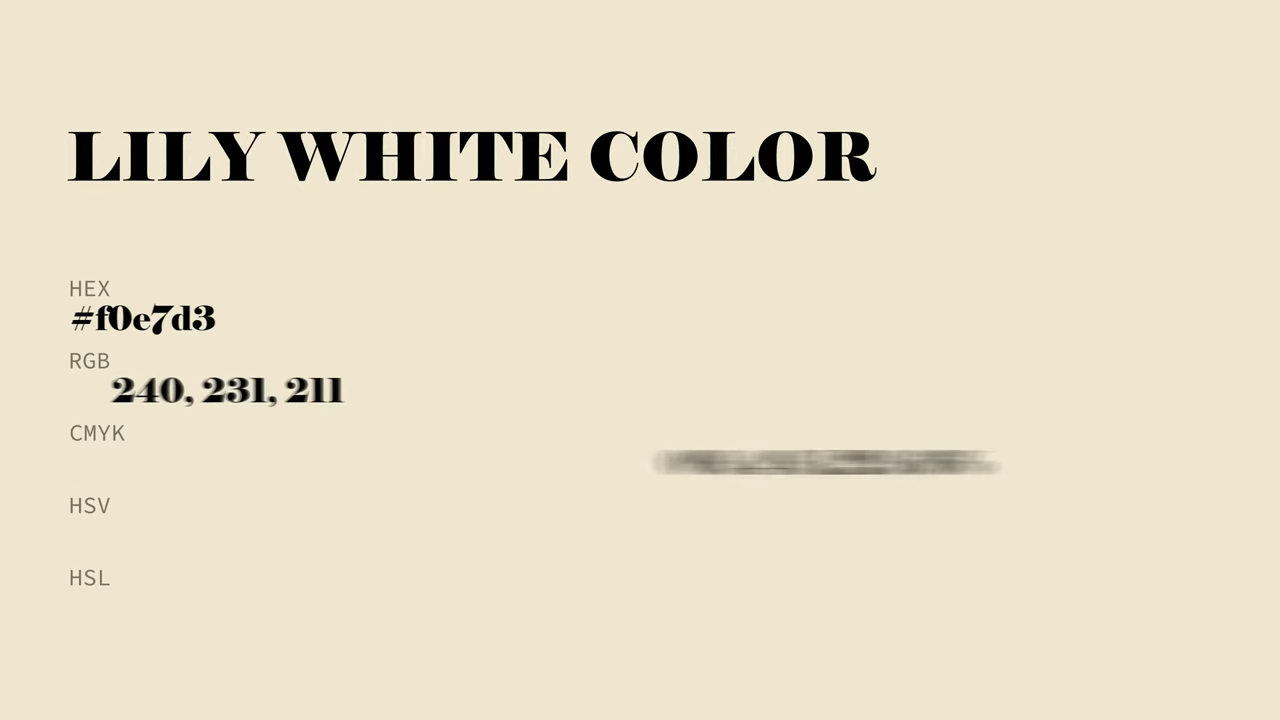 LILY WHITE COLOR
HEX
#f0e7d3
RGB
240, 231, 211
CMYK
HSV
HSL